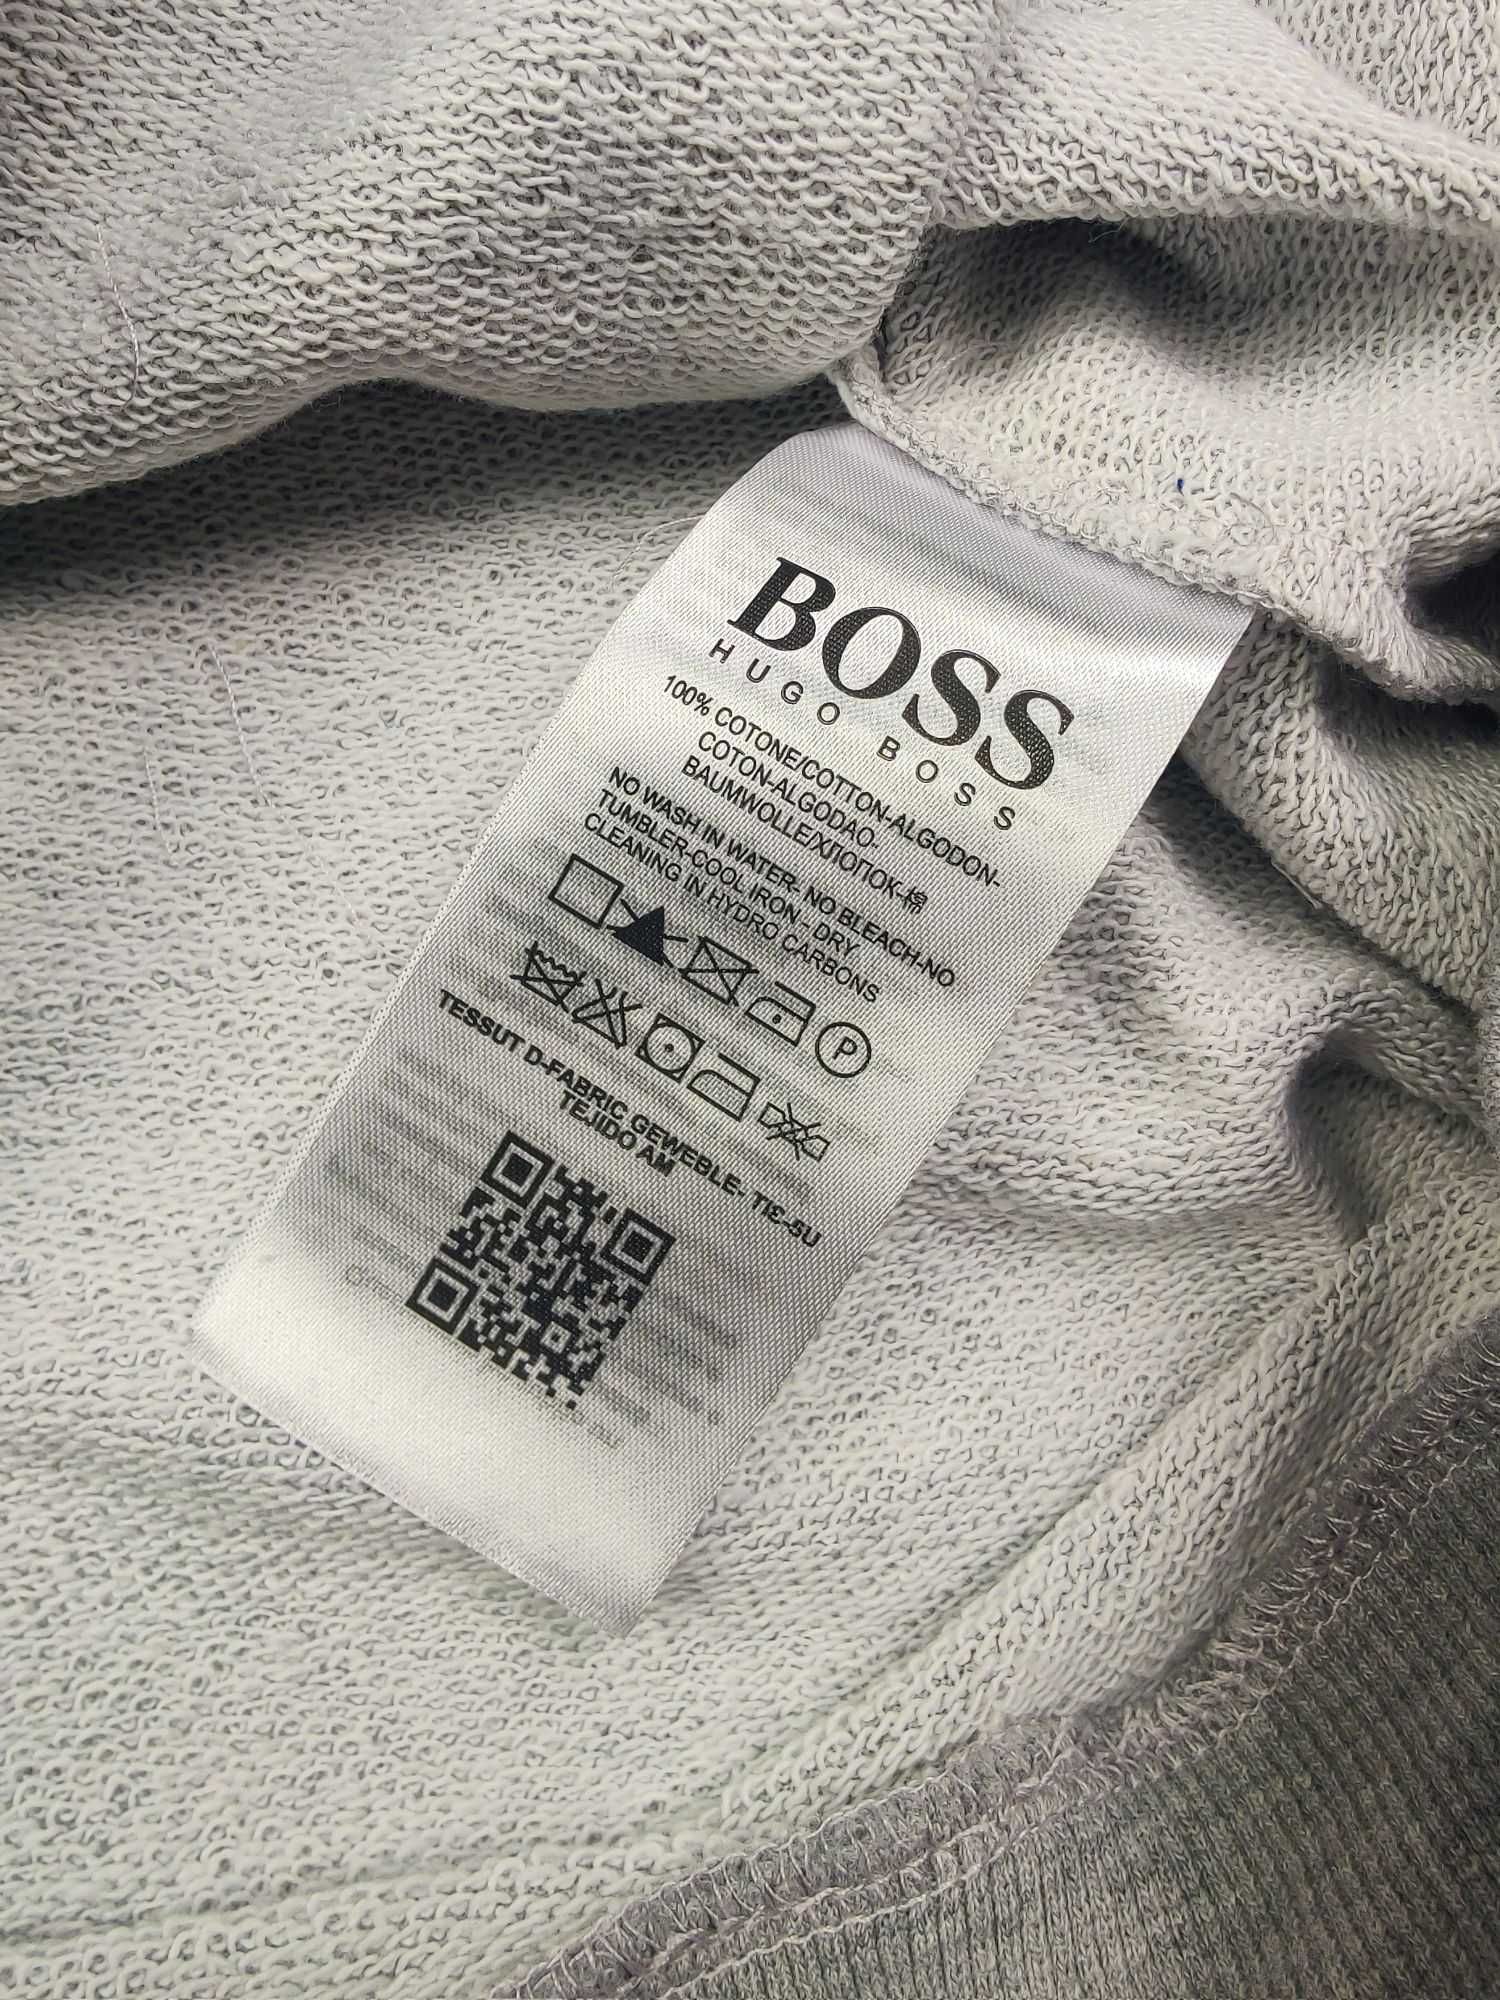 BOSS
HUGO BOSS
100% COTONE/COTTON-ALGODON-
COTON-ALGODAO-
BAUMWOLLE/ХЛОПОК-棉
NO WASH IN WATER- NO BLEACH-NO
TUMBLER-COOL IRON - DRY
CLEANING IN HYDRO CARBONS
P
TESSUT D-FABRIC GEWEBLE- TIE-5U
TEJIDO AM